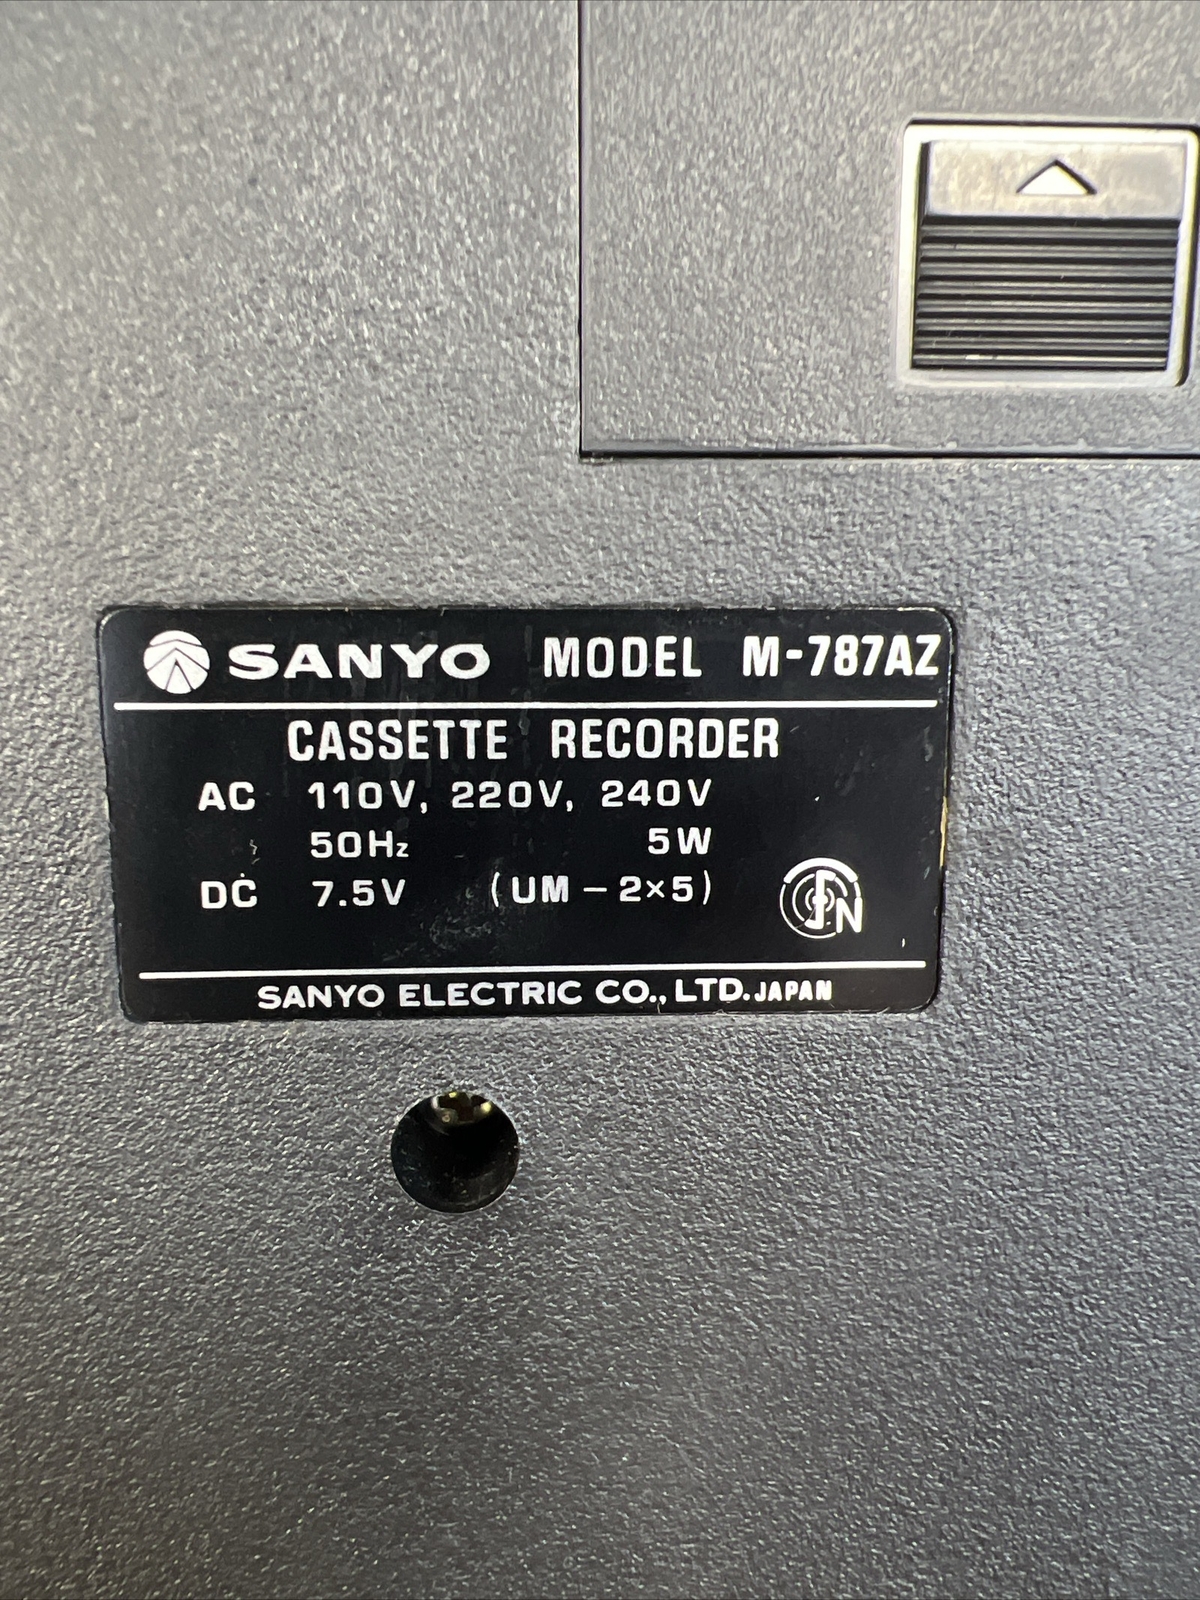 SANYO MODEL M-787AZ
CASSETTE RECORDER
AC 110V, 220V, 240V
50Hz 5W
DC 7.5V (UM-2×5)
SANYO ELECTRIC CO., LTD. JAPAN